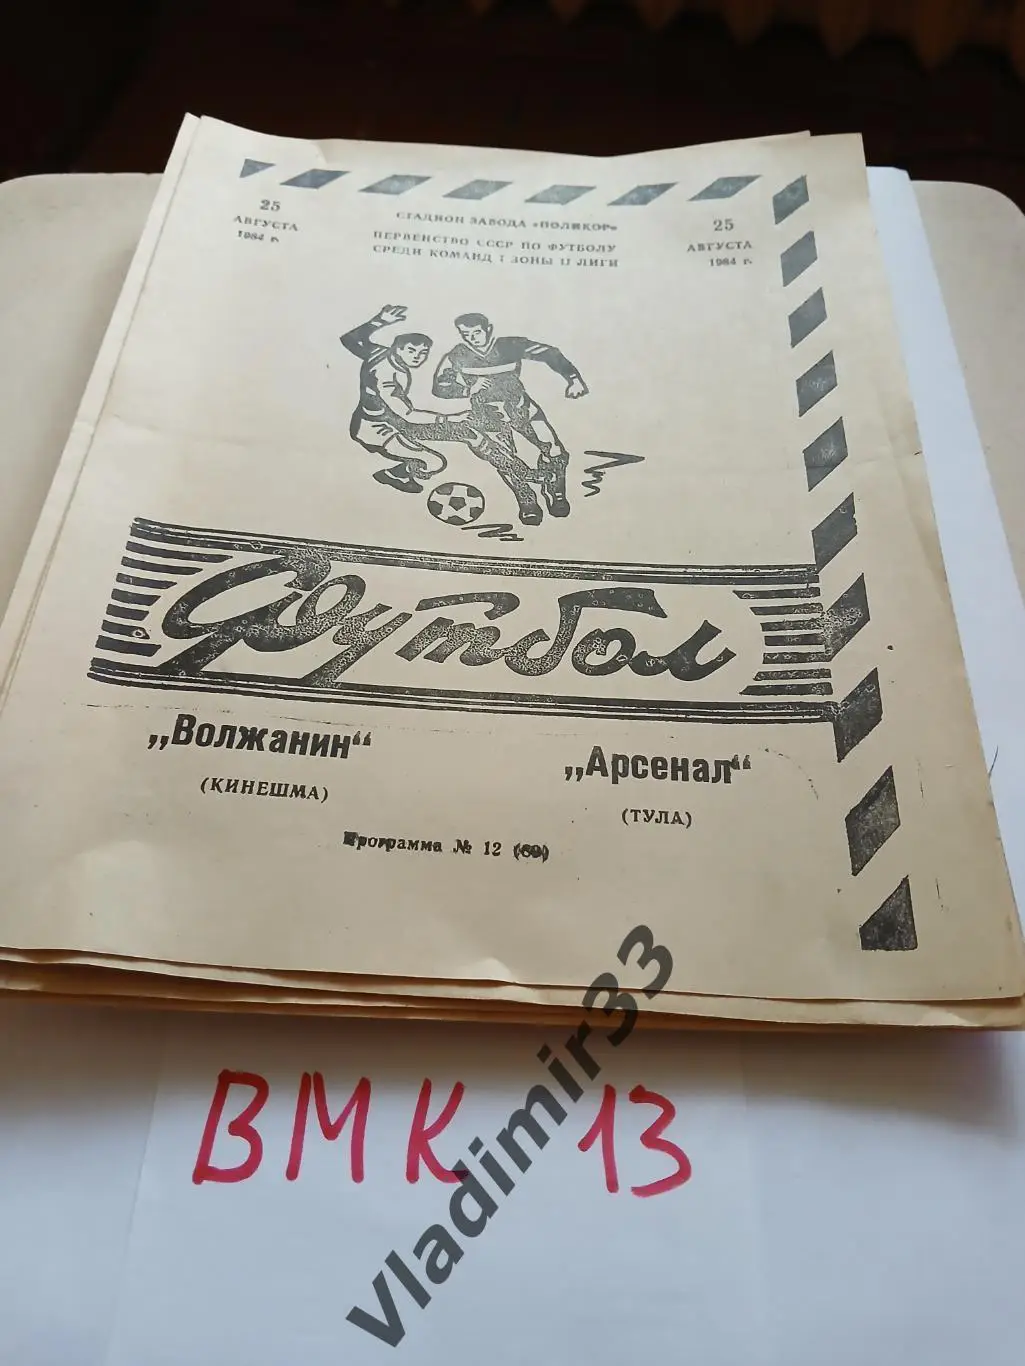 25
АВГУСТА
1984 г.
СТАДИОН ЗАВОДА «ПОЛИКОР»
ПЕРВЕНСТВО СССР ПО ФУТБОЛУ
СРЕДИ КОМАНД 1 ЗОНЫ II ЛИГИ
25
АВГУСТА
1984 г.
Футбол
„Волжанин“
(КИНЕШМА)
„Арсенал“
(ТУЛА)
Программа № 12 (69)
ВМК 13
Vladimir33